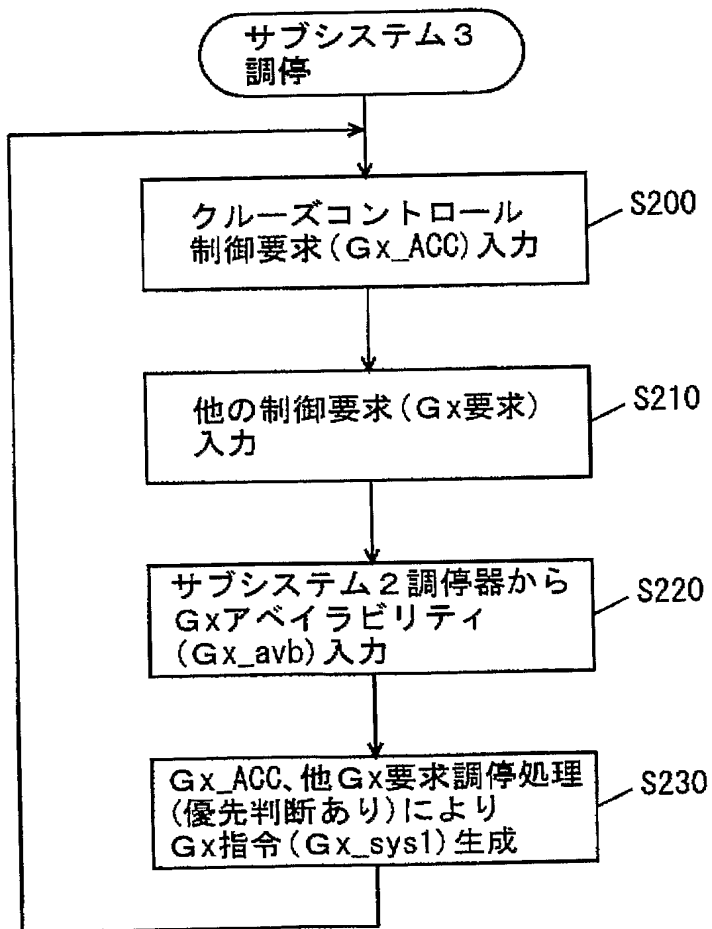 サブシステム3
調停
クルーズコントロール
制御要求(Gx_ACC)入力
S200
他の制御要求(Gx要求)
入力
S210
サブシステム2調停器から
Gxアベイラビリティ
(Gx_avb)入力
S220
Gx_ACC、他Gx要求調停処理
(優先判断あり)により
Gx指令(Gx_sys1)生成
S230